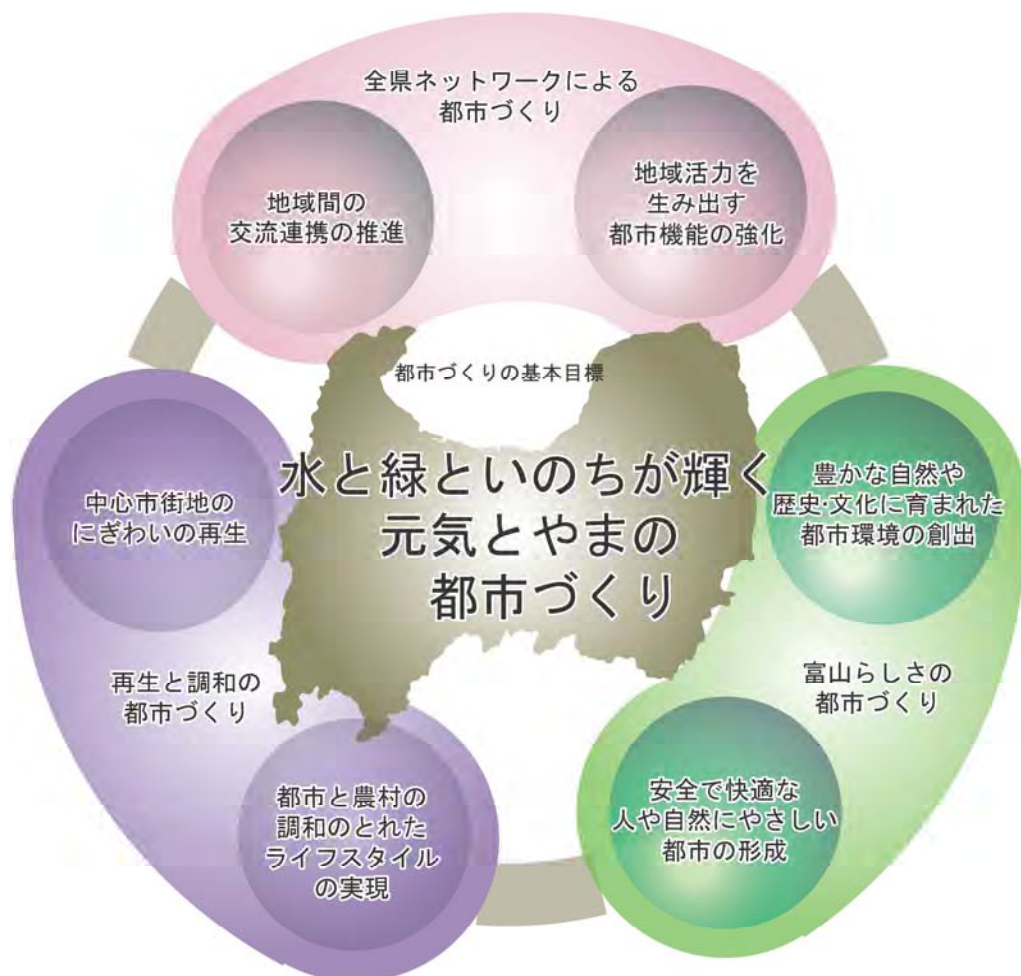 全県ネットワークによる
都市づくり
地域間の
交流連携の推進
地域活力を
生み出す
都市機能の強化
都市づくりの基本目標
水と緑といのちが輝く
元気とやまの
都市づくり
中心市街地の
にぎわいの再生
再生と調和の
都市づくり
都市と農村の
調和のとれた
ライフスタイル
の実現
豊かな自然や
歴史・文化に育まれた
都市環境の創出
富山らしさの
都市づくり
安全で快適な
人や自然にやさしい
都市の形成